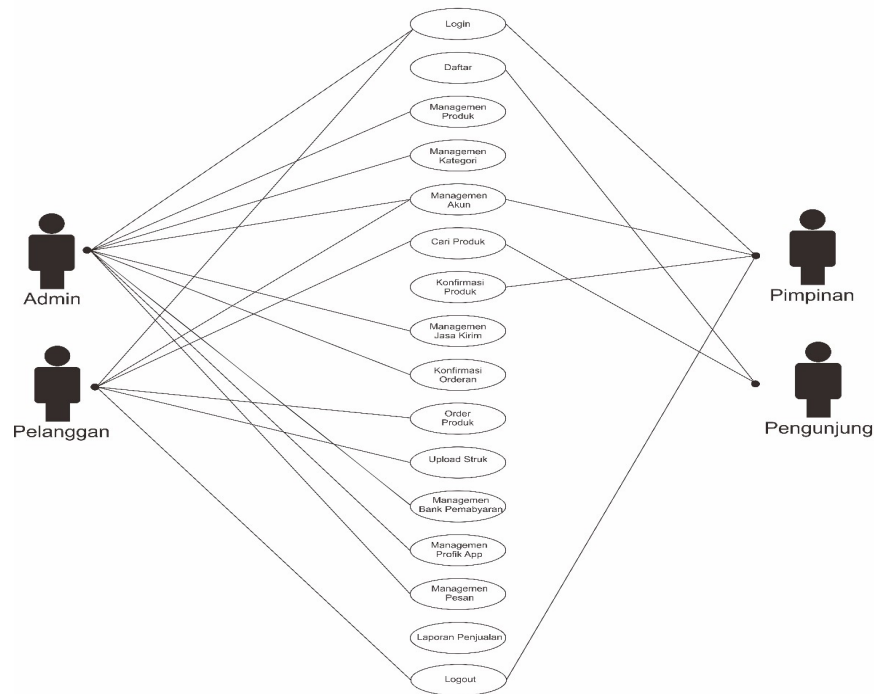 Login
Daftar
Managemen
Produk
Managemen
Kategori
Managemen
Akun
Cari Produk
Konfirmasi
Produk
Managemen
Jasa Kirim
Konfirmasi
Orderan
Order
Produk
Upload Struk
Managemen
Bank Pemabyaran
Managemen
Profik App
Managemen
Pesan
Laporan Penjualan
Logout
Admin
Pelanggan
Pimpinan
Pengunjung